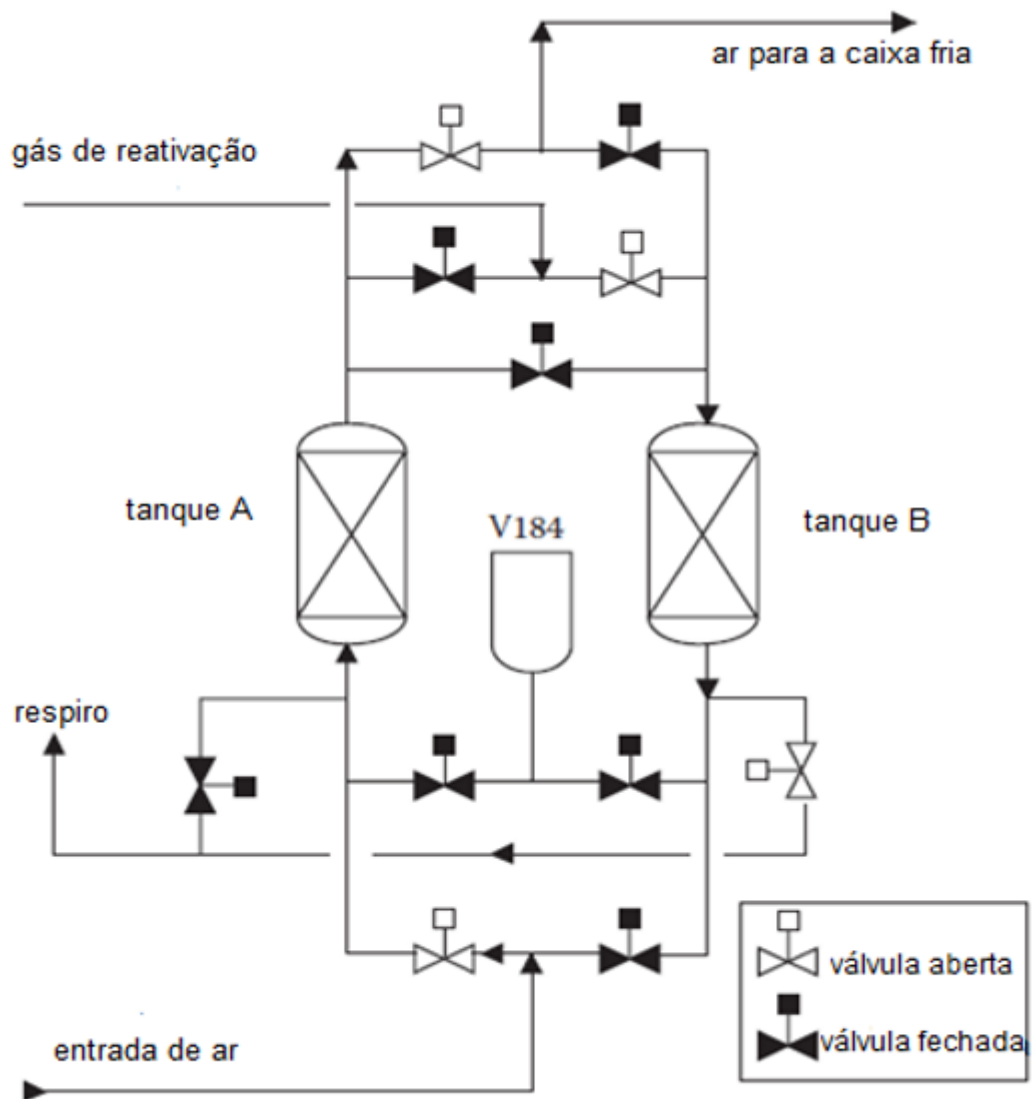 ar para a caixa fria
gás de reativação
tanque A
V184
tanque B
respiro
válvula aberta
válvula fechada
entrada de ar